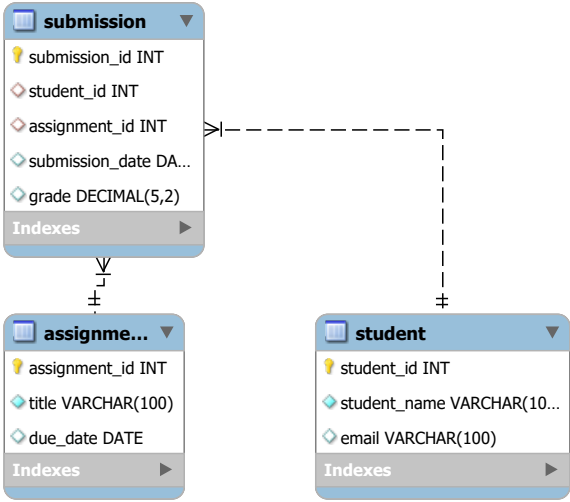 submission
submission_id INT
student_id INT
assignment_id INT
submission_date DA...
grade DECIMAL(5,2)
Indexes
assignme...
assignment_id INT
title VARCHAR(100)
due_date DATE
Indexes
student
student_id INT
student_name VARCHAR(10...
email VARCHAR(100)
Indexes